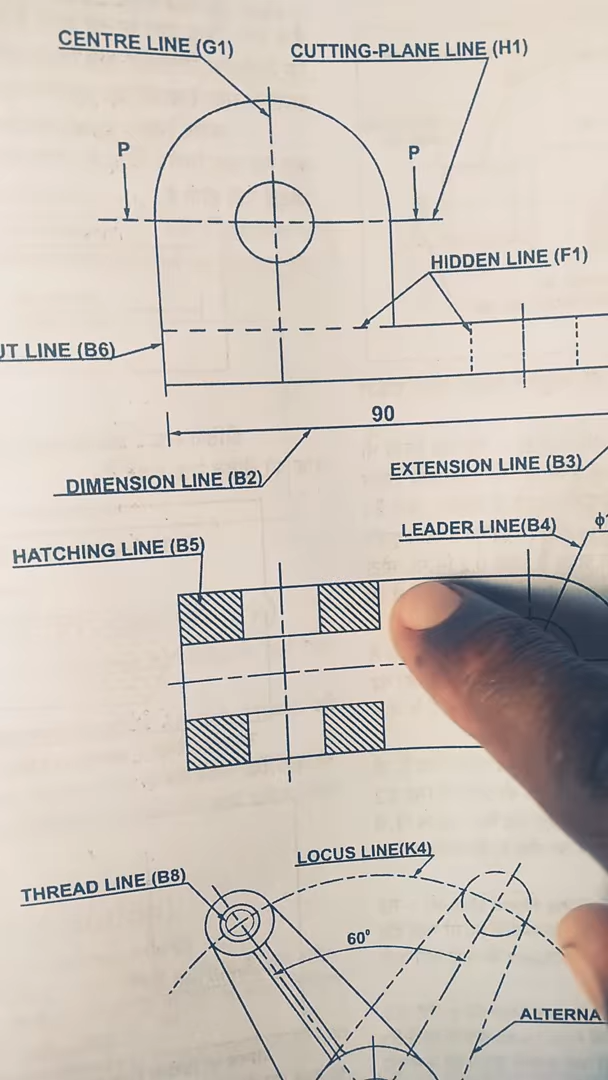 CENTRE LINE (G1)
CUTTING-PLANE LINE (H1)
P
P
HIDDEN LINE (F1)
UT LINE (B6)
90
DIMENSION LINE (B2)
EXTENSION LINE (B3)
LEADER LINE(B4)
HATCHING LINE (B5)
LOCUS LINE(K4)
THREAD LINE (B8)
60°
ALTERNA